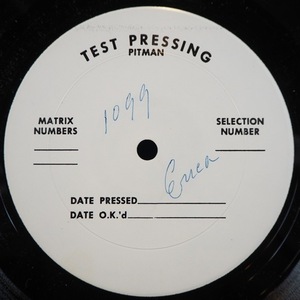 TEST PRESSING
PITMAN
MATRIX NUMBERS
1099
SELECTION NUMBER
DATE PRESSED
DATE O.K.'d